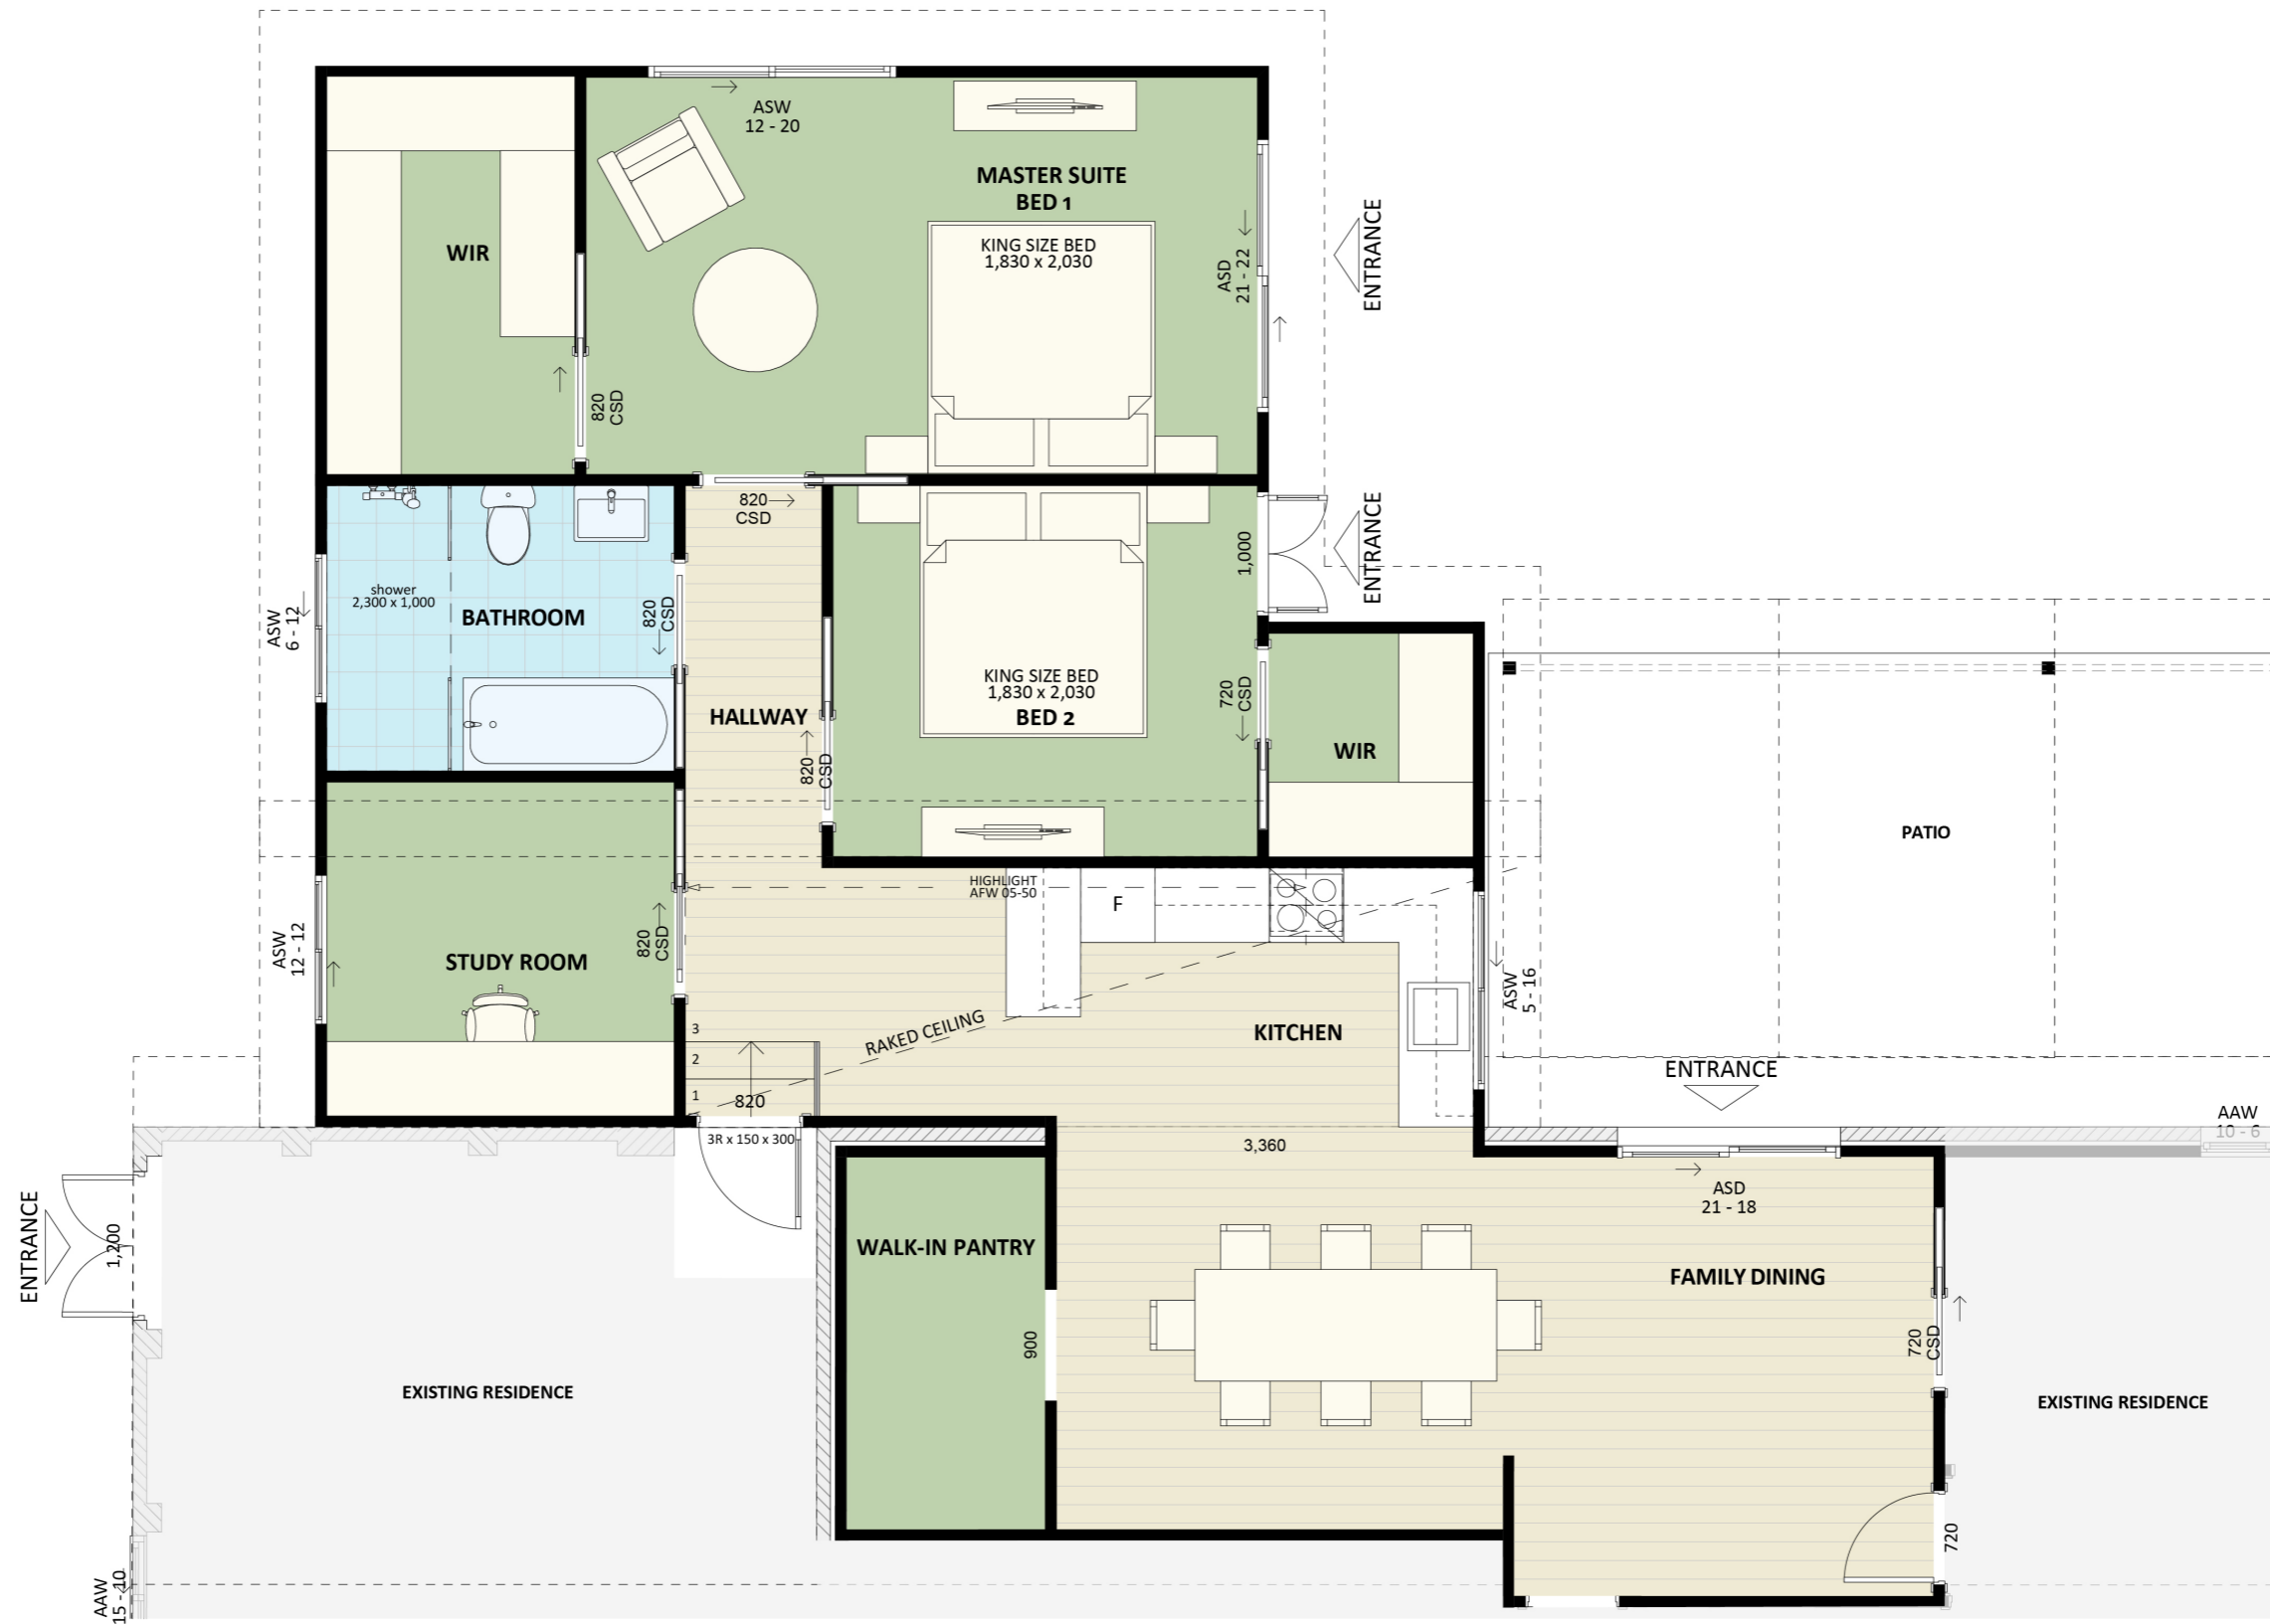 ASW
12 - 20
MASTER SUITE
BED 1
WIR
KING SIZE BED
1,830 x 2,030
ASD
21 - 22
ENTRANCE
820
CSD
820
CSD
ENTRANCE
1,000
shower
2,300 x 1,000
BATHROOM
ASW
6 - 12
820
CSD
KING SIZE BED
1,830 x 2,030
BED 2
HALLWAY
720
CSD
WIR
820
CSD
PATIO
HIGHLIGHT
AFW 05-50
F
ASW
12 - 12
STUDY ROOM
820
CSD
ASW
5 - 16
3
2
1
820
RAKED CEILING
KITCHEN
ENTRANCE
AAW
10 - 6
3R x 150 x 300
3,360
ASD
21 - 18
ENTRANCE
1,200
WALK-IN PANTRY
FAMILY DINING
900
720
CSD
EXISTING RESIDENCE
EXISTING RESIDENCE
720
AAW
15 - 10